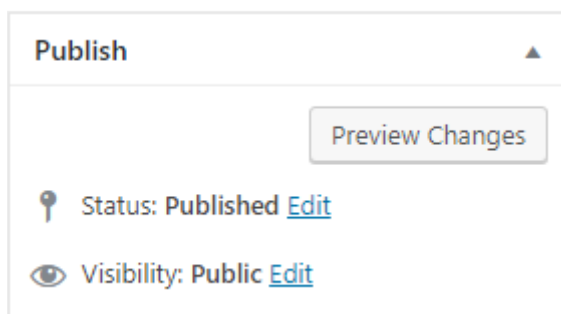 Publish
Preview Changes
Status: Published Edit
Visibility: Public Edit